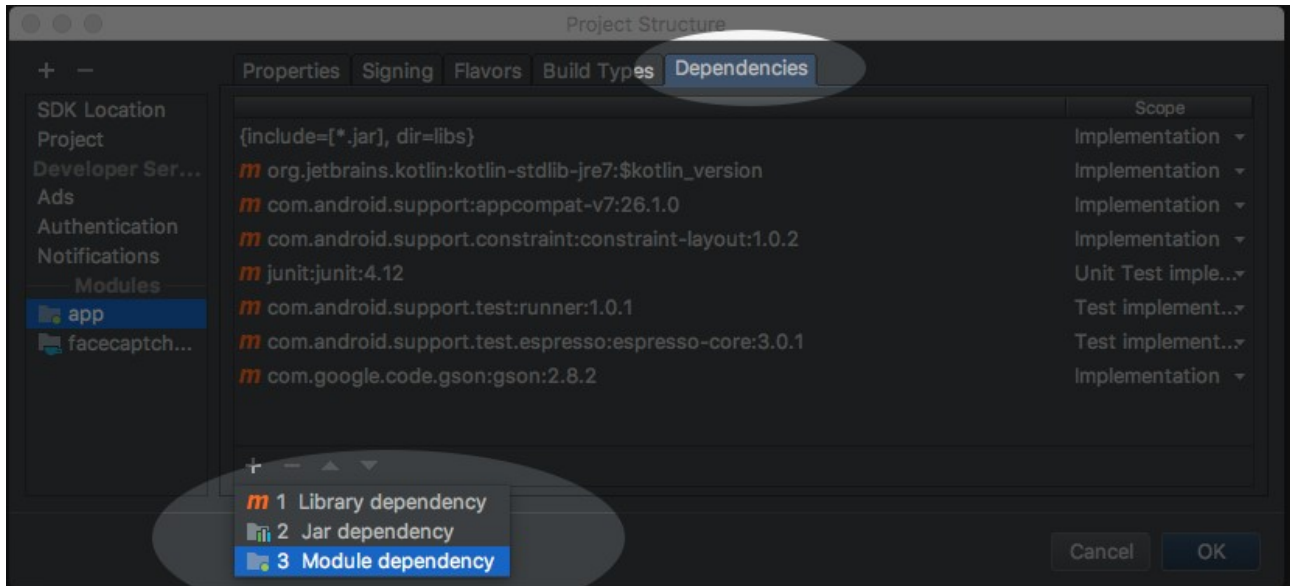 Project Structure
Properties Signing Flavors Build Types Dependencies
SDK Location
Project
Developer Ser...
Ads
Authentication
Notifications
Modules
app
facecaptch...
Scope
{include=[*.jar], dir=libs} Implementation
m org.jetbrains.kotlin:kotlin-stdlib-jre7:$kotlin_version Implementation
m com.android.support:appcompat-v7:26.1.0 Implementation
m com.android.support.constraint:constraint-layout:1.0.2 Implementation
m junit:junit:4.12 Unit Test imple...
m com.android.support.test:runner:1.0.1 Test implement...
m com.android.support.test.espresso:espresso-core:3.0.1 Test implement...
m com.google.code.gson:gson:2.8.2 Implementation
m 1 Library dependency
2 Jar dependency
3 Module dependency
Cancel OK